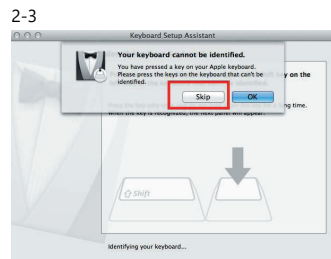 2-3
Keyboard Setup Assistant
Your keyboard cannot be identified.
You have pressed a key on your Apple keyboard.
Please press the keys on the keyboard that can't be
identified.
y on the
Skip
OK
ng time.
When the key is recognized, the next panel will appear.
Shift
Identifying your keyboard...